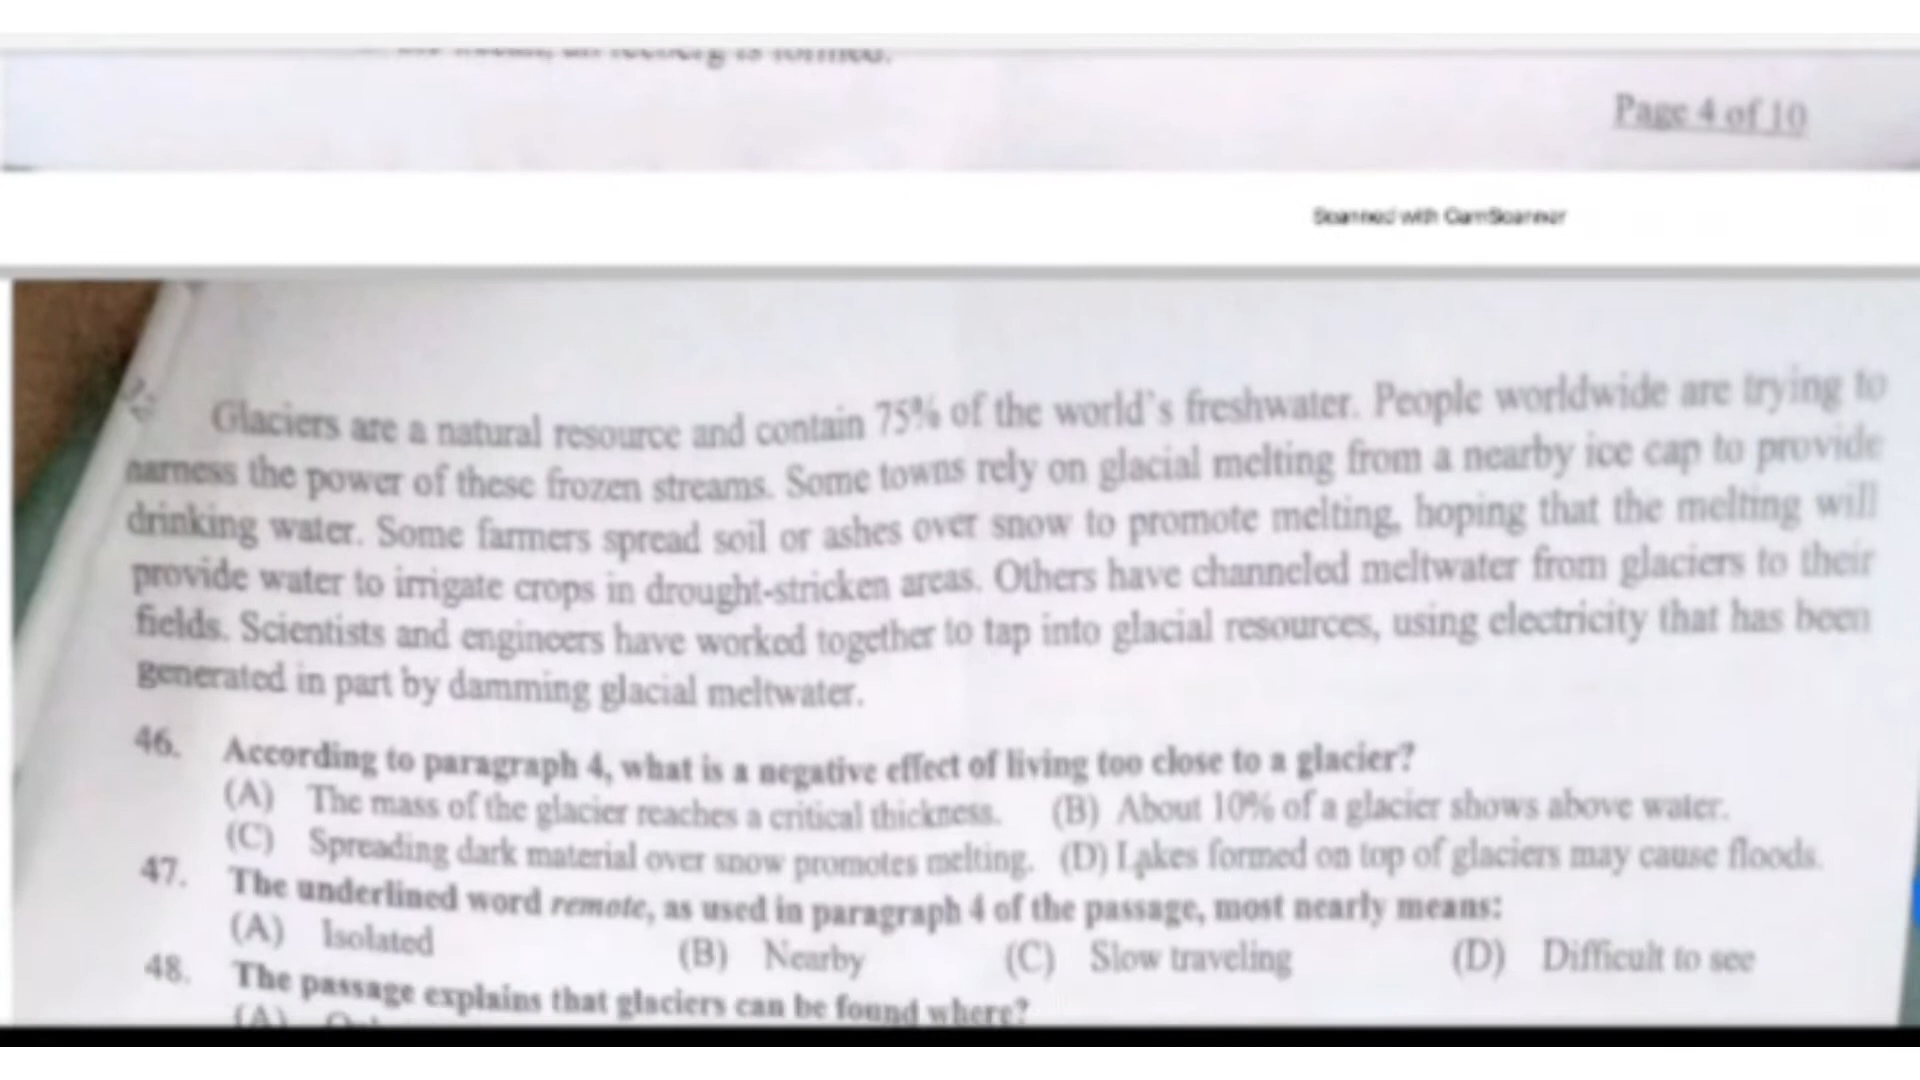 an iceberg is formed.
Page 4 of 10
Scanned with CamScanner
Glaciers are a natural resource and contain 75% of the world's freshwater. People worldwide are trying to
harness the power of these frozen streams. Some towns rely on glacial melting from a nearby ice cap to provide
drinking water. Some farmers spread soil or ashes over snow to promote melting, hoping that the melting will
provide water to irrigate crops in drought-stricken areas. Others have channeled meltwater from glaciers to their
fields. Scientists and engineers have worked together to tap into glacial resources, using electricity that has been
generated in part by damming glacial meltwater.
46. According to paragraph 4, what is a negative effect of living too close to a glacier?
(A) The mass of the glacier reaches a critical thickness. (B) About 10% of a glacier shows above water.
(C) Spreading dark material over snow promotes melting. (D) Lakes formed on top of glaciers may cause floods.
47. The underlined word remote, as used in paragraph 4 of the passage, most nearly means:
(A) Isolated (B) Nearby (C) Slow traveling (D) Difficult to see
48. The passage explains that glaciers can be found where?
(A)